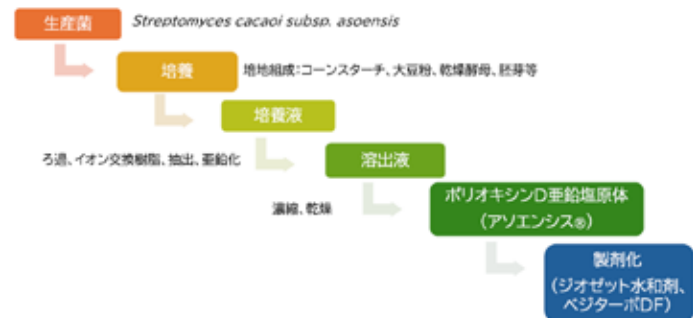 生産菌 Streptomyces cacaoi subsp. asoensis
培養 培地組成：コーンスターチ、大豆粉、乾燥酵母、胚芽等
培養液
ろ過、イオン交換樹脂、抽出、亜鉛化 溶出液
濃縮、乾燥 ポリオキシンD亜鉛塩原体
（アソエンシス®）
製剤化
（ジオゼット水和剤、
ベジターボDF）